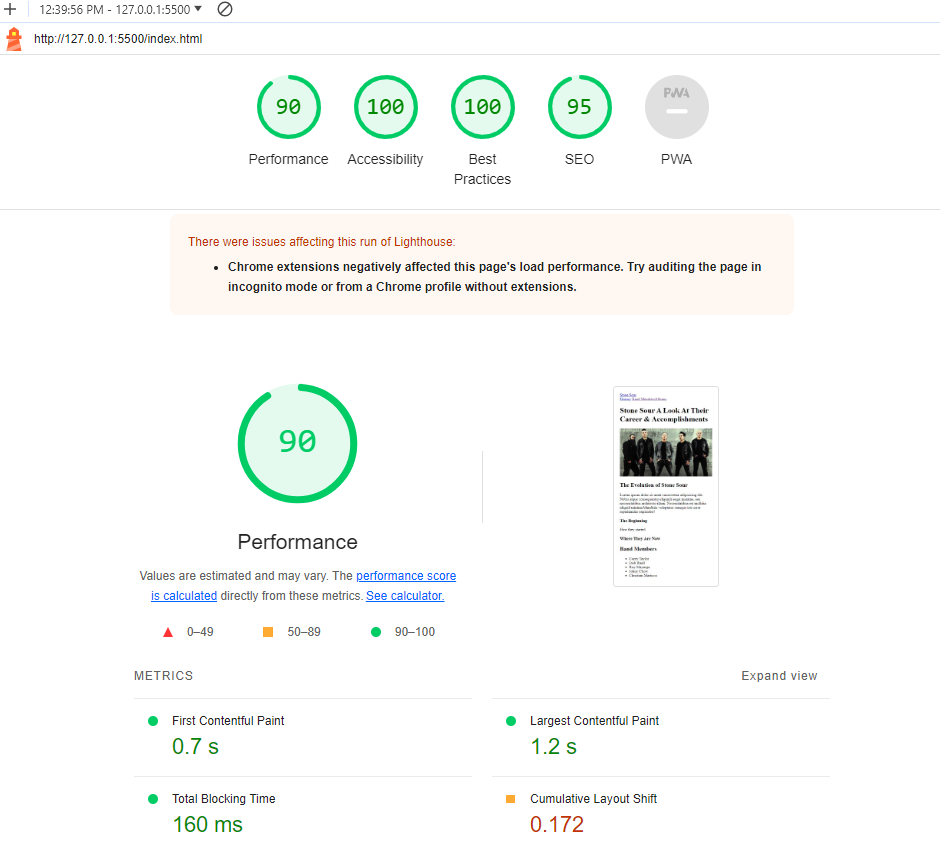 12:39:56 PM - 127.0.0.1:5500
http://127.0.0.1:5500/index.html
90
100
100
95
PWA
Performance
Accessibility
Best
Practices
SEO
PWA
There were issues affecting this run of Lighthouse:
Chrome extensions negatively affected this page's load performance. Try auditing the page in
incognito mode or from a Chrome profile without extensions.
90
Performance
Values are estimated and may vary. The performance score
is calculated directly from these metrics. See calculator.
0–49
50–89
90–100
Stone Sour A Look At Their
Career & Accomplishments
The Evolution of Stone Sour
The Beginning
Where They Are Now
Band Members
METRICS
Expand view
First Contentful Paint
0.7 s
Largest Contentful Paint
1.2 s
Total Blocking Time
160 ms
Cumulative Layout Shift
0.172